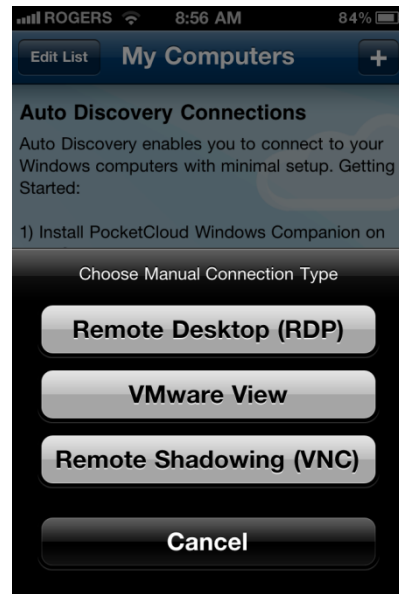 ROGERS 8:56 AM 84%
Edit List My Computers +
Auto Discovery Connections
Auto Discovery enables you to connect to your
Windows computers with minimal setup. Getting
Started:
1) Install PocketCloud Windows Companion on
Choose Manual Connection Type
Remote Desktop (RDP)
VMware View
Remote Shadowing (VNC)
Cancel